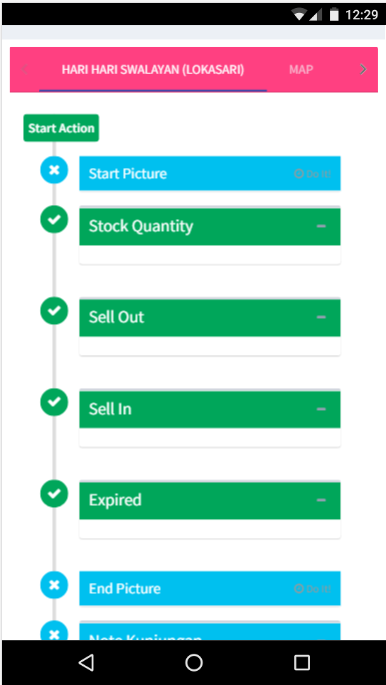 12:29
HARI HARI SWALAYAN (LOKASARI) MAP
Start Action
Start Picture Do it!
Stock Quantity
Sell Out
Sell In
Expired
End Picture Do it!
Note Kunjungan